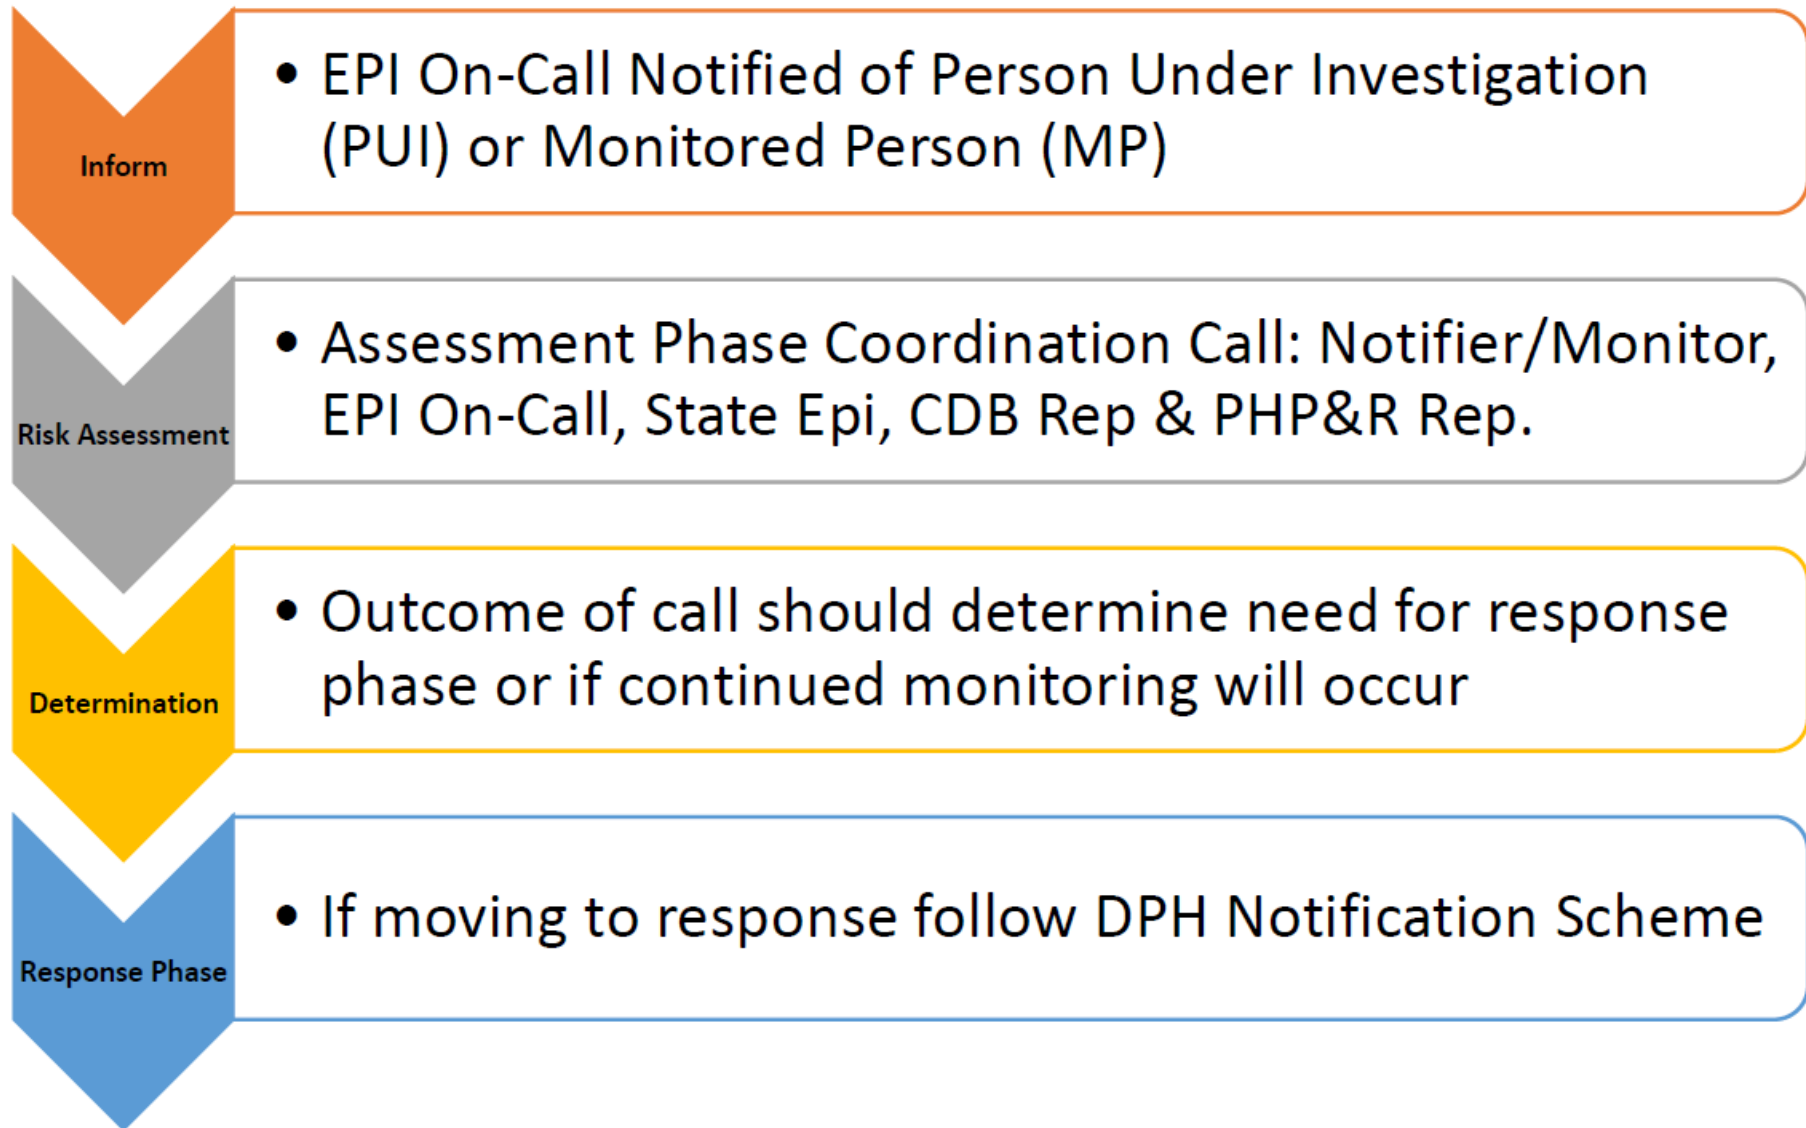 Inform
• EPI On-Call Notified of Person Under Investigation
(PUI) or Monitored Person (MP)
Risk Assessment
• Assessment Phase Coordination Call: Notifier/Monitor,
EPI On-Call, State Epi, CDB Rep & PHP&R Rep.
Determination
• Outcome of call should determine need for response
phase or if continued monitoring will occur
Response Phase
• If moving to response follow DPH Notification Scheme